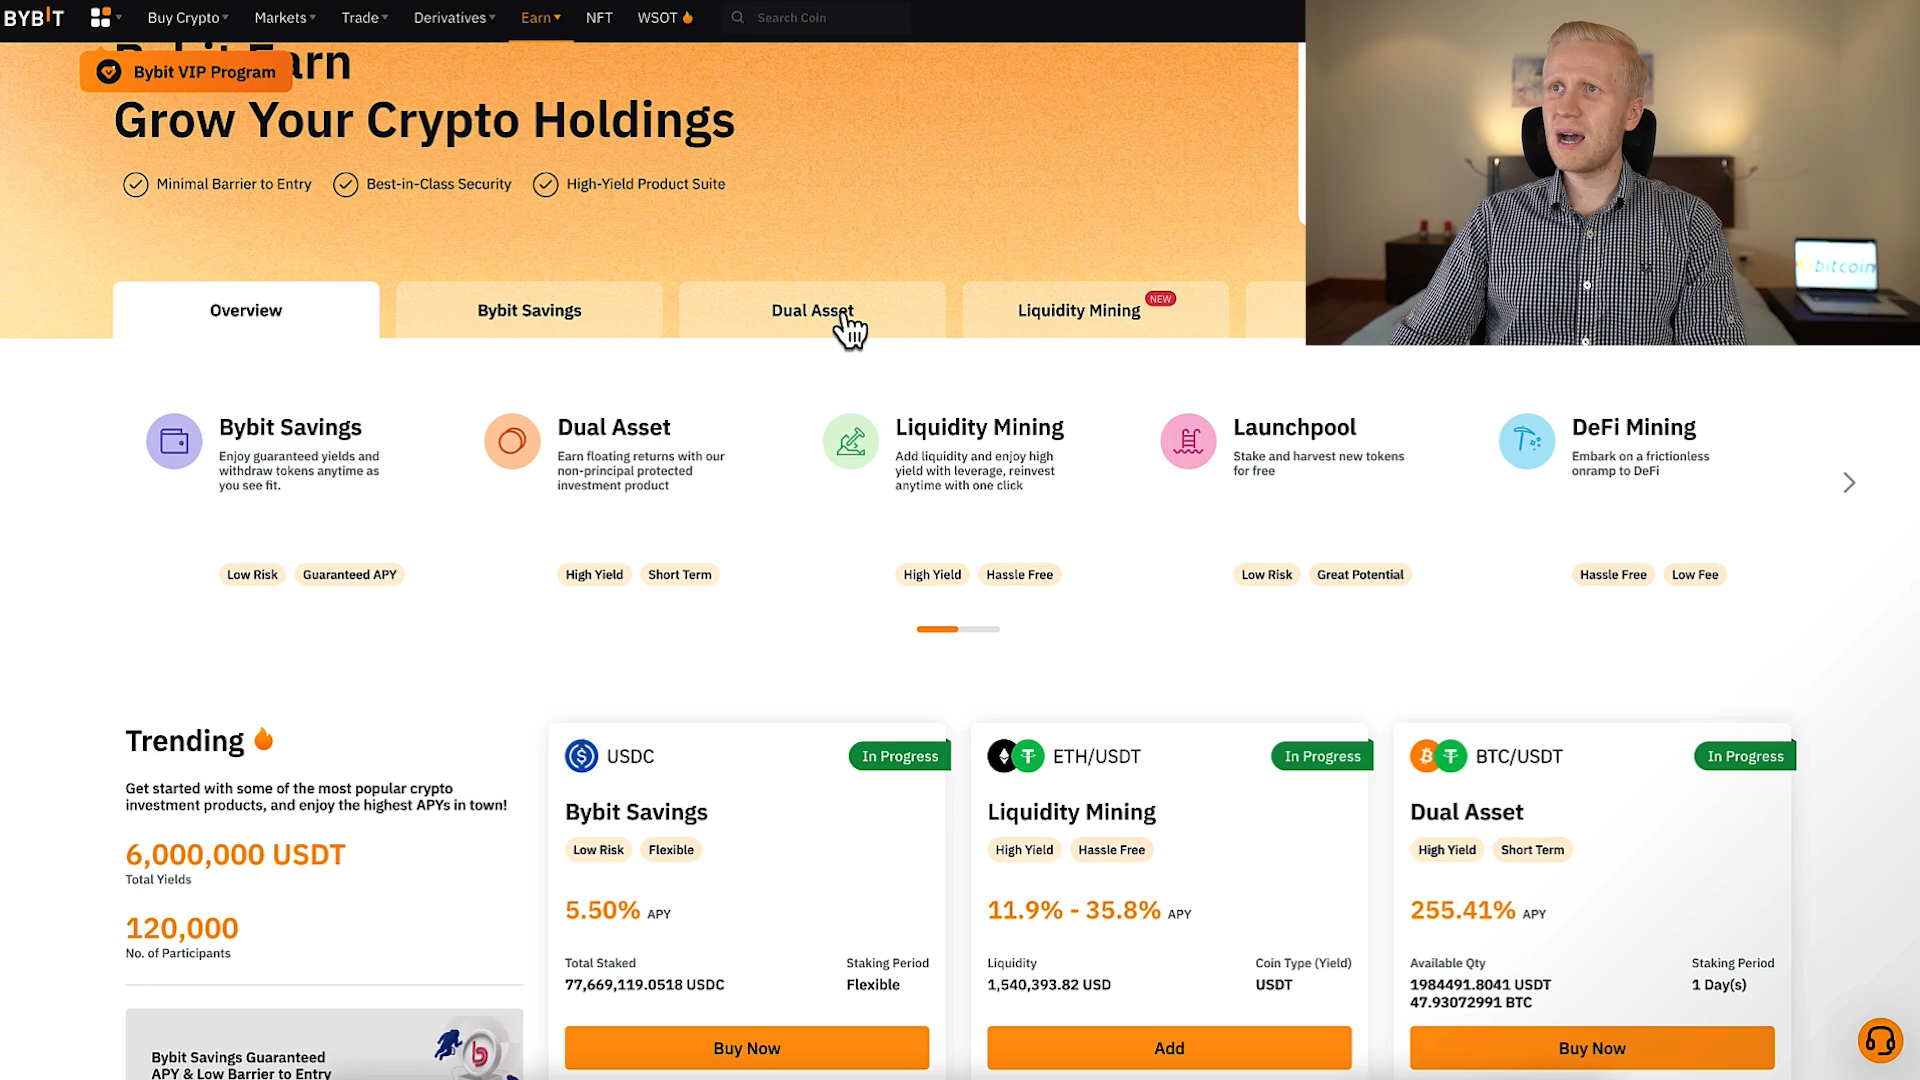 BYBIT
Buy Crypto
Markets
Trade
Derivatives
Earn
NFT
WSOT
Search Coin
Bybit VIP Program
Grow Your Crypto Holdings
Minimal Barrier to Entry
Best-in-Class Security
High-Yield Product Suite
Overview
Bybit Savings
Dual Asset
Liquidity Mining
NEW
bitcoin
Bybit Savings
Enjoy guaranteed yields and
withdraw tokens anytime as
you see fit.
Low Risk
Guaranteed APY
Dual Asset
Earn floating returns with our
non-principal protected
investment product
High Yield
Short Term
Liquidity Mining
Add liquidity and enjoy high
yield with leverage, reinvest
anytime with one click
High Yield
Hassle Free
Launchpool
Stake and harvest new tokens
for free
Low Risk
Great Potential
DeFi Mining
Embark on a frictionless
onramp to DeFi
Hassle Free
Low Fee
Trending
Get started with some of the most popular crypto
investment products, and enjoy the highest APYs in town!
6,000,000 USDT
Total Yields
120,000
No. of Participants
Bybit Savings Guaranteed
APY & Low Barrier to Entry
USDC
In Progress
Bybit Savings
Low Risk
Flexible
5.50% APY
Total Staked
77,669,119.0518 USDC
Staking Period
Flexible
Buy Now
ETH/USDT
In Progress
Liquidity Mining
High Yield
Hassle Free
11.9% - 35.8% APY
Liquidity
1,540,393.82 USD
Coin Type (Yield)
USDT
Add
BTC/USDT
In Progress
Dual Asset
High Yield
Short Term
255.41% APY
Available Qty
1984491.8041 USDT
47.93072991 BTC
Staking Period
1 Day(s)
Buy Now